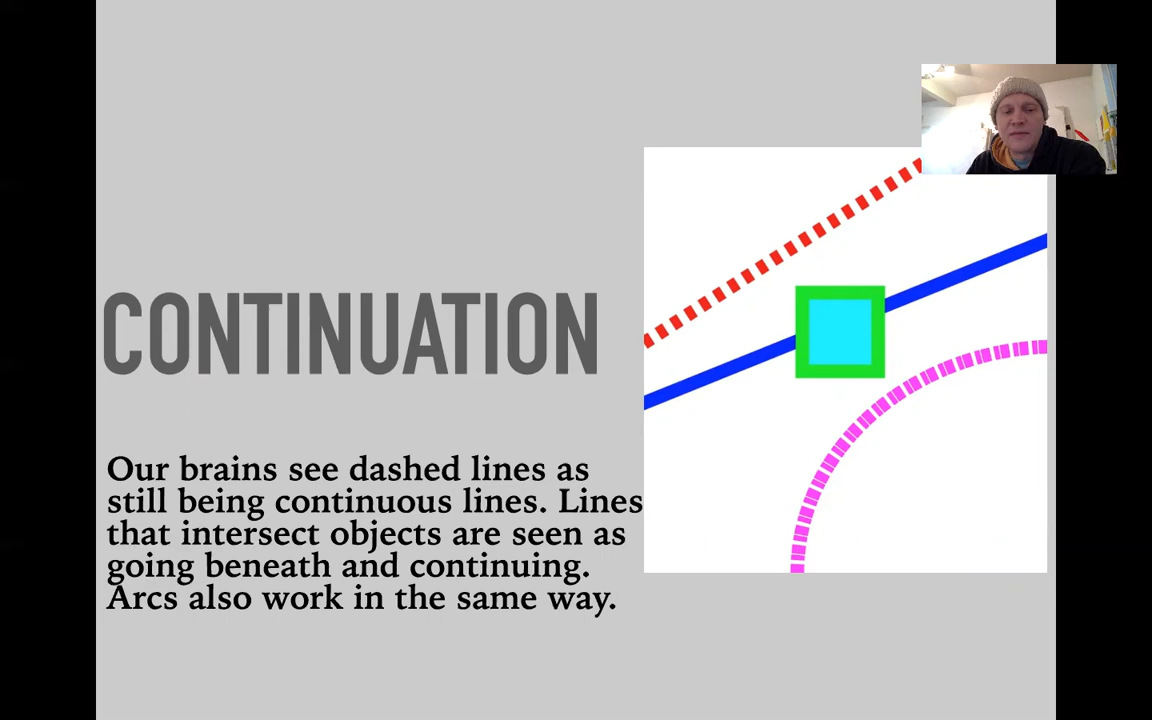 CONTINUATION
Our brains see dashed lines as
still being continuous lines. Lines
that intersect objects are seen as
going beneath and continuing.
Arcs also work in the same way.